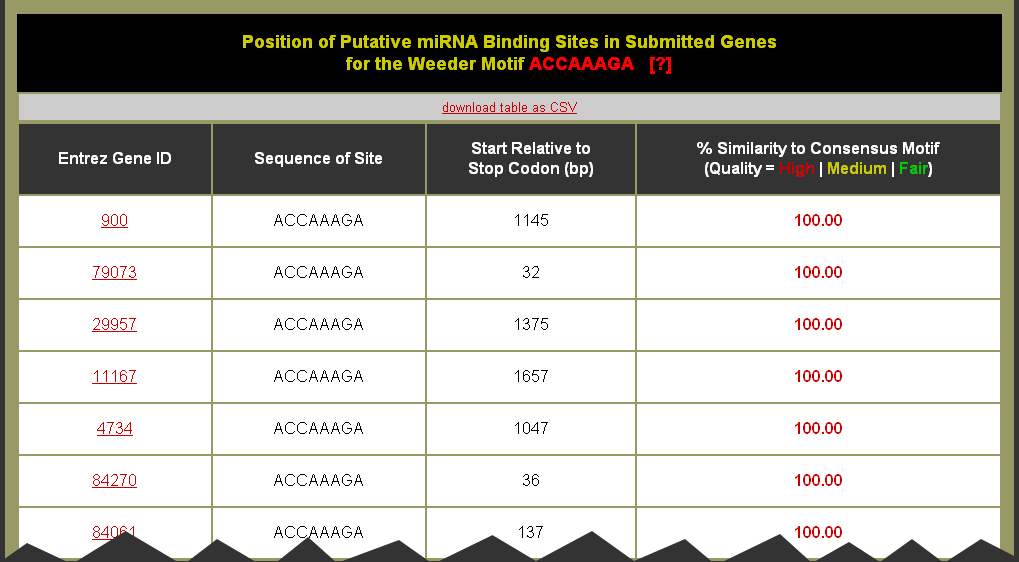 Position of Putative miRNA Binding Sites in Submitted Genes
for the Weeder Motif ACCAAAGA [?]
download table as CSV
Entrez Gene ID Sequence of Site Start Relative to Stop Codon (bp) % Similarity to Consensus Motif (Quality = High | Medium | Fair)
900 ACCAAAGA 1145 100.00
79073 ACCAAAGA 32 100.00
29957 ACCAAAGA 1375 100.00
11167 ACCAAAGA 1657 100.00
4734 ACCAAAGA 1047 100.00
84270 ACCAAAGA 36 100.00
84061 ACCAAAGA 137 100.00